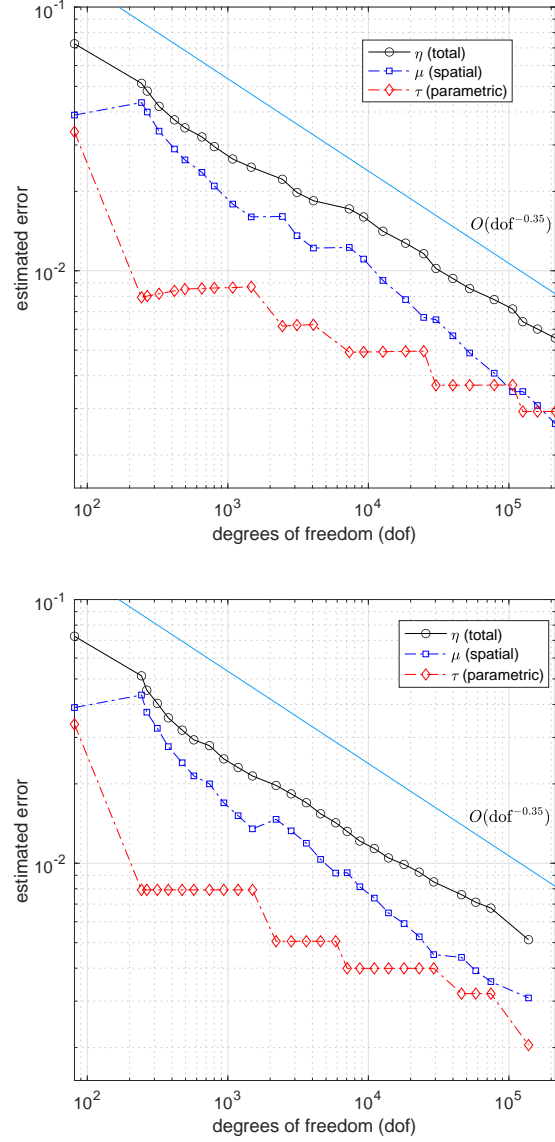 10^-1
η (total)
μ (spatial)
τ (parametric)
O(dof^-0.35)
10^-2
estimated error
10^2 10^3 10^4 10^5
degrees of freedom (dof)
10^-1
η (total)
μ (spatial)
τ (parametric)
O(dof^-0.35)
10^-2
estimated error
10^2 10^3 10^4 10^5
degrees of freedom (dof)